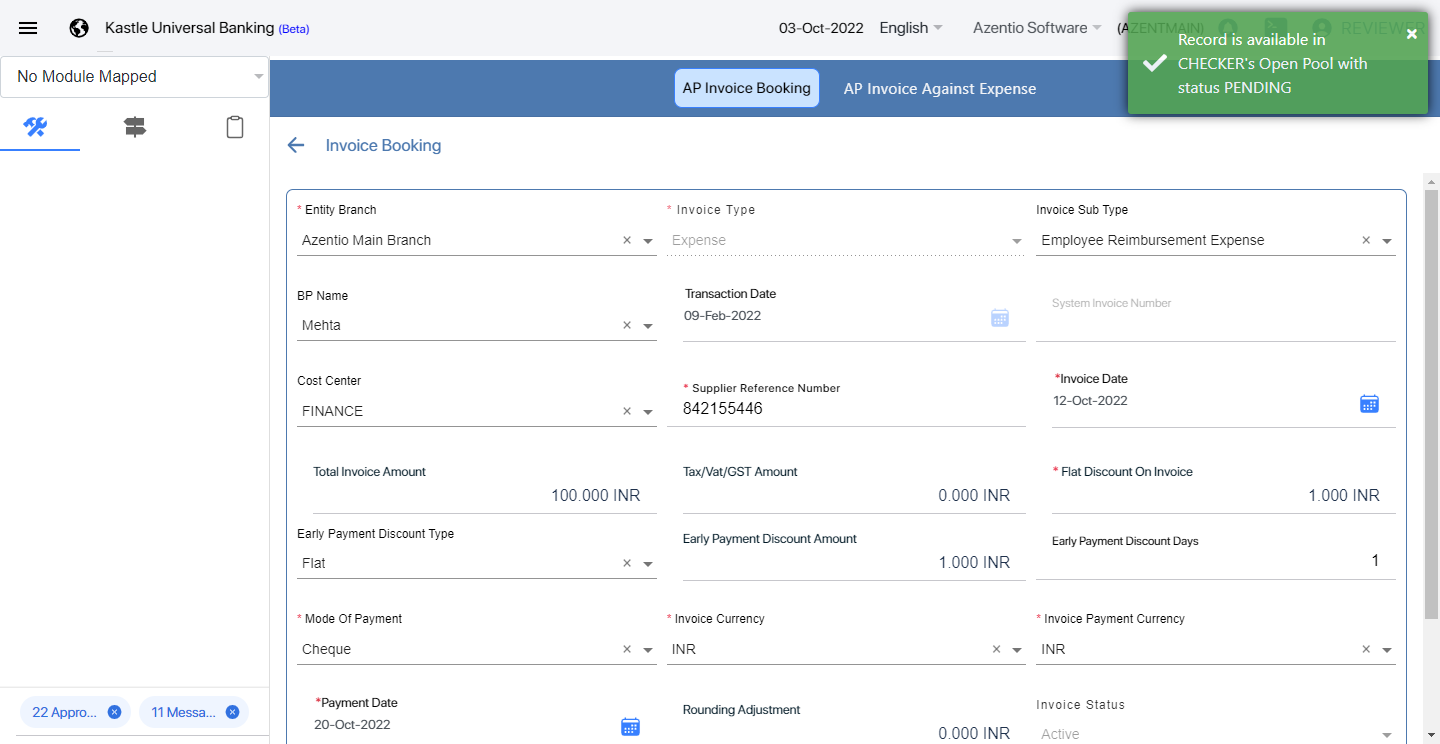 Kastle Universal Banking (Beta)
03-Oct-2022
English
Azentio Software
(AZENTMAIN)
REVIEWER
Record is available in
CHECKER's Open Pool with
status PENDING
No Module Mapped
AP Invoice Booking
AP Invoice Against Expense
Invoice Booking
* Entity Branch
Azentio Main Branch
* Invoice Type
Expense
Invoice Sub Type
Employee Reimbursement Expense
BP Name
Mehta
Transaction Date
09-Feb-2022
System Invoice Number
Cost Center
FINANCE
* Supplier Reference Number
842155446
*Invoice Date
12-Oct-2022
Total Invoice Amount
100.000 INR
Tax/Vat/GST Amount
0.000 INR
* Flat Discount On Invoice
1.000 INR
Early Payment Discount Type
Flat
Early Payment Discount Amount
1.000 INR
Early Payment Discount Days
1
* Mode Of Payment
Cheque
* Invoice Currency
INR
* Invoice Payment Currency
INR
*Payment Date
20-Oct-2022
Rounding Adjustment
0.000 INR
Invoice Status
Active
22 Appro...
11 Messa...